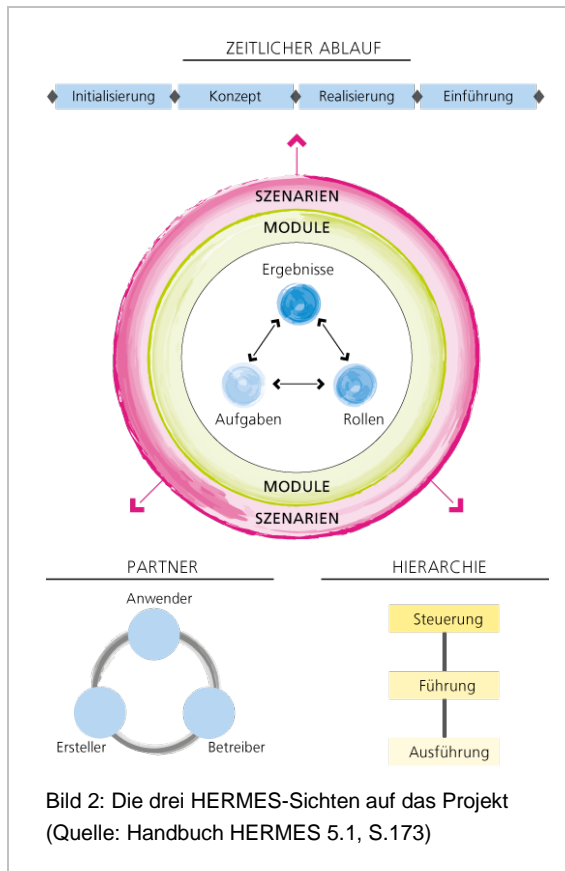 ZEITLICHER ABLAUF
Initialisierung
Konzept
Realisierung
Einführung
SZENARIEN
MODULE
Ergebnisse
Aufgaben
Rollen
MODULE
SZENARIEN
PARTNER
Anwender
Ersteller
Betreiber
HIERARCHIE
Steuerung
Führung
Ausführung
Bild 2: Die drei HERMES-Sichten auf das Projekt
(Quelle: Handbuch HERMES 5.1, S.173)